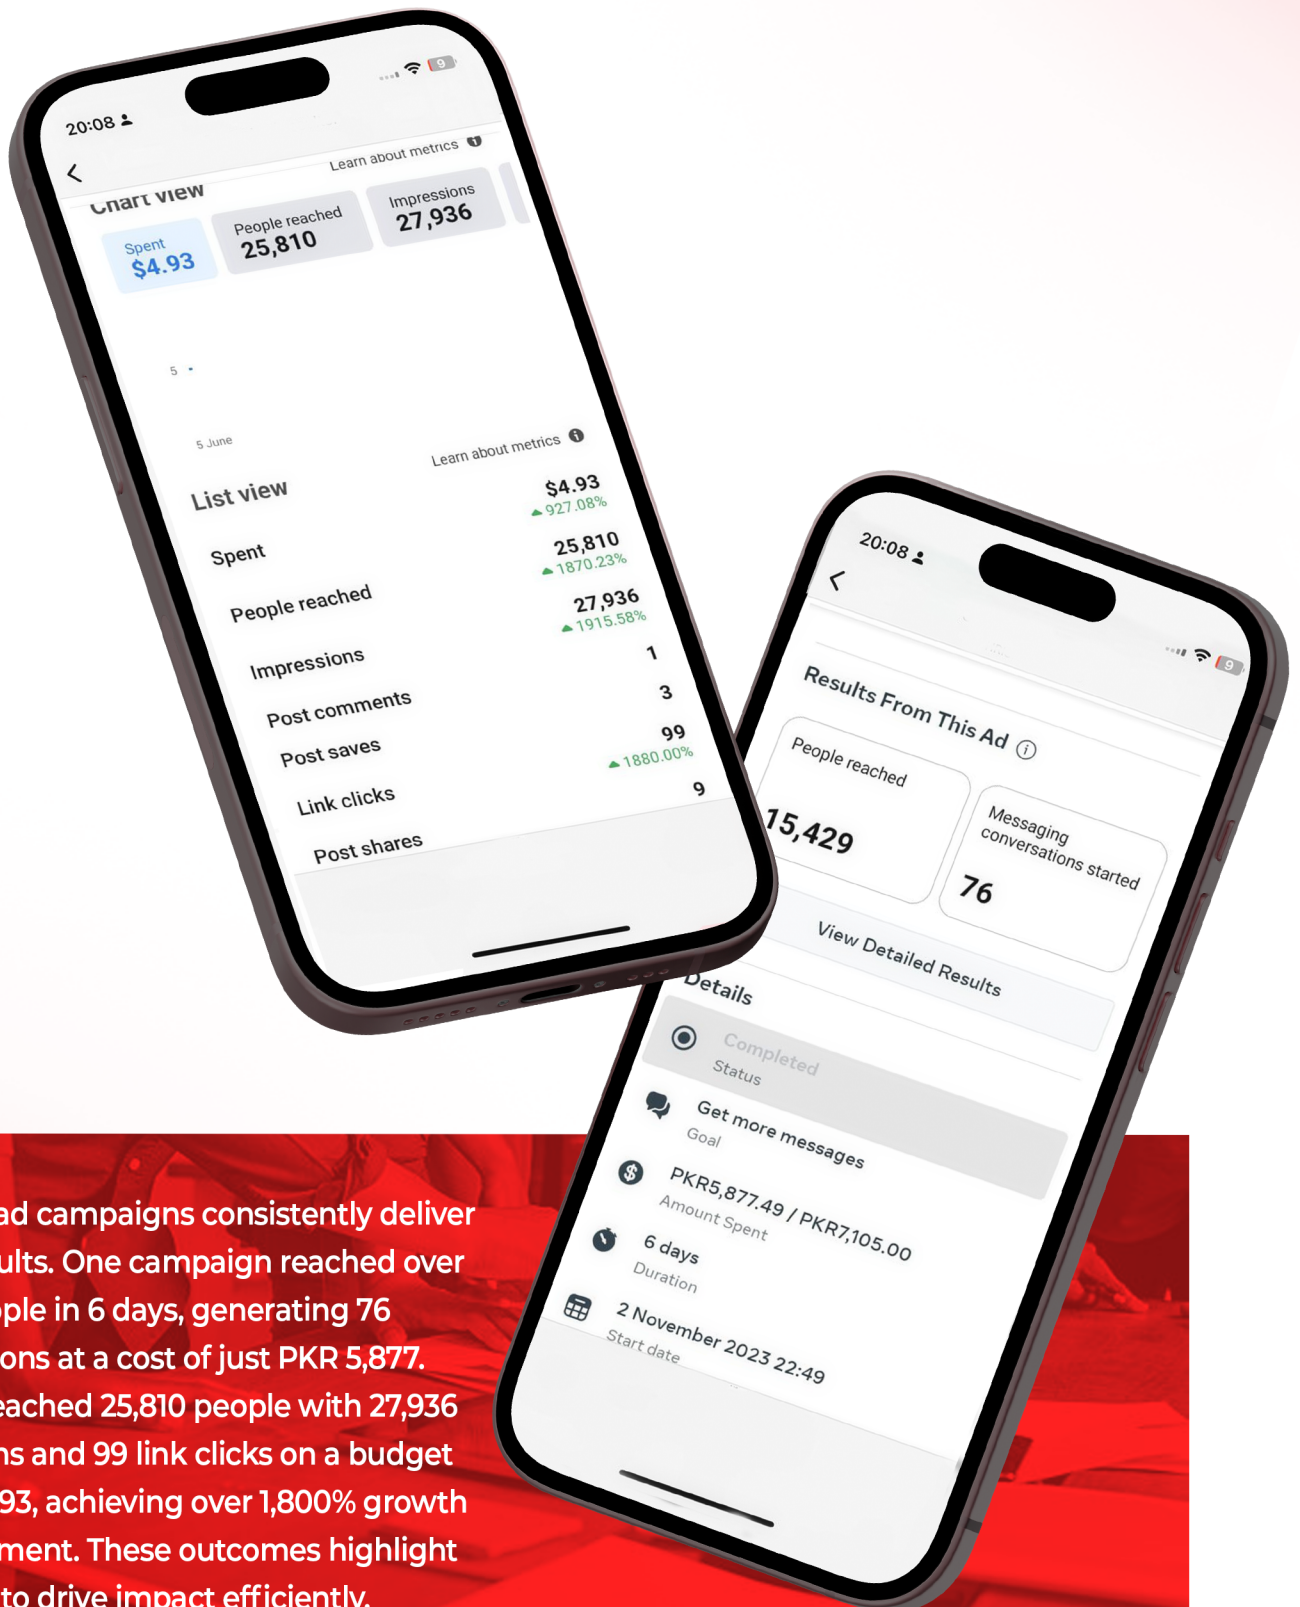 20:08
9
Learn about metrics
Chart view
Spent
$4.93
People reached
25,810
Impressions
27,936
5
5 June
Learn about metrics
List view
Spent
$4.93
927.08%
People reached
25,810
1870.23%
Impressions
27,936
1915.58%
Post comments
1
Post saves
3
Link clicks
99
1880.00%
Post shares
9
20:08
9
Results From This Ad
People reached
15,429
Messaging
conversations started
76
View Detailed Results
Details
Completed
Status
Get more messages
Goal
PKR5,877.49 / PKR7,105.00
Amount Spent
6 days
Duration
2 November 2023 22:49
Start date
ad campaigns consistently deliver
ults. One campaign reached over
ple in 6 days, generating 76
ons at a cost of just PKR 5,877.
eached 25,810 people with 27,936
ns and 99 link clicks on a budget
93, achieving over 1,800% growth
ment. These outcomes highlight
to drive impact efficiently.